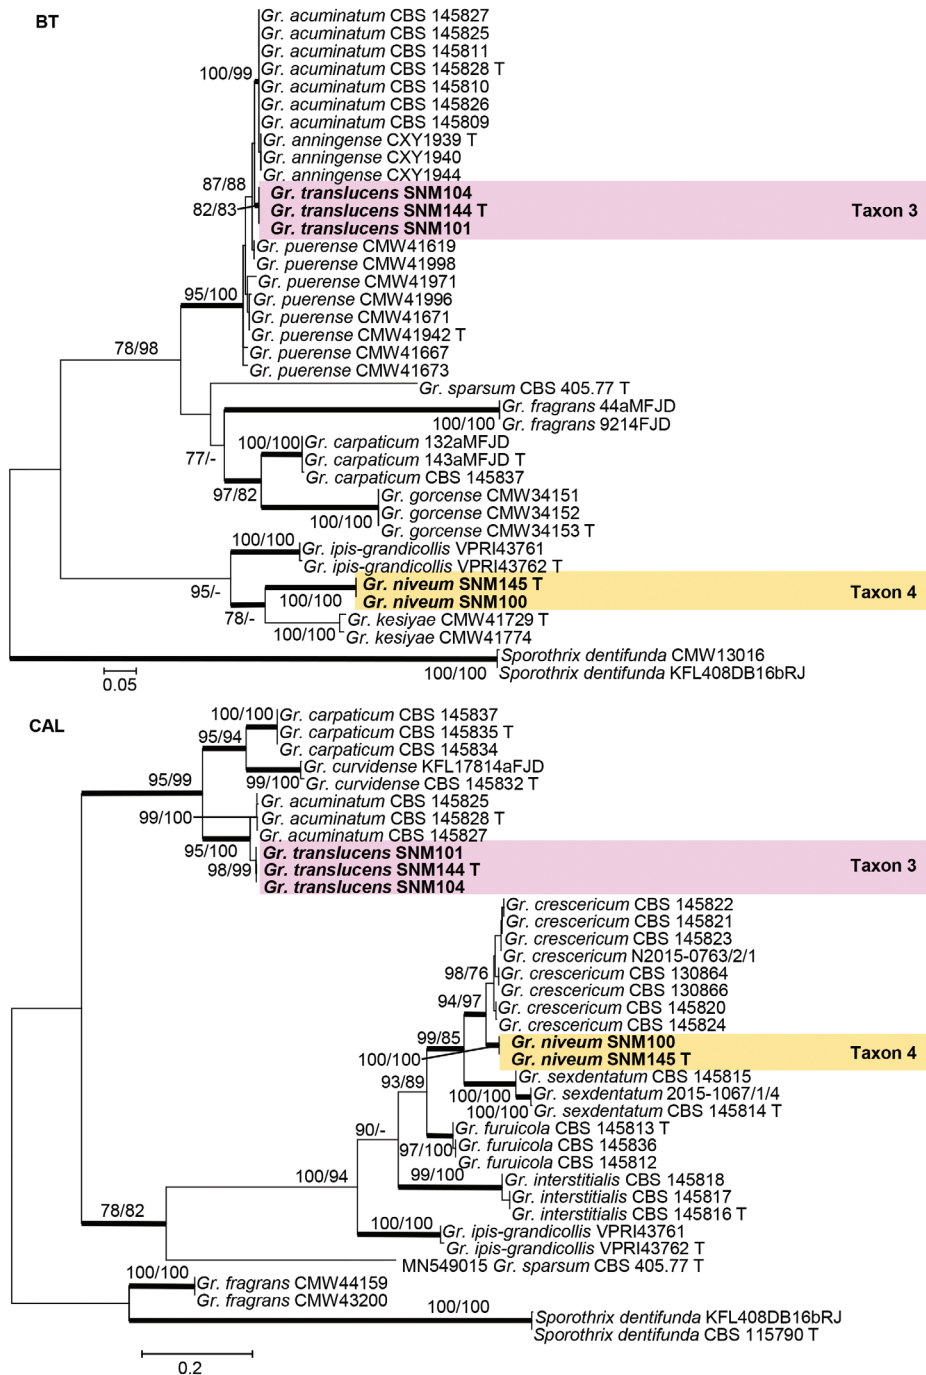 BT
Gr. acuminatum CBS 145827
Gr. acuminatum CBS 145825
Gr. acuminatum CBS 145811
Gr. acuminatum CBS 145828 T
100/99
Gr. acuminatum CBS 145810
Gr. acuminatum CBS 145826
Gr. acuminatum CBS 145809
Gr. anningense CXY1939 T
Gr. anningense CXY1940
Gr. anningense CXY1944
87/88
Gr. translucens SNM104
82/83
Gr. translucens SNM144 T
Taxon 3
Gr. translucens SNM101
Gr. puerense CMW41619
Gr. puerense CMW41998
Gr. puerense CMW41971
95/100
Gr. puerense CMW41996
Gr. puerense CMW41671
Gr. puerense CMW41942 T
78/98
Gr. puerense CMW41667
Gr. puerense CMW41673
Gr. sparsum CBS 405.77 T
Gr. fragrans 44aMFJD
100/100
Gr. fragrans 9214FJD
100/100
Gr. carpaticum 132aMFJD
77/-
Gr. carpaticum 143aMFJD T
Gr. carpaticum CBS 145837
97/82
Gr. gorcense CMW34151
Gr. gorcense CMW34152
100/100
Gr. gorcense CMW34153 T
100/100
Gr. ipis-grandicollis VPRI43761
Gr. ipis-grandicollis VPRI43762 T
95/-
Gr. niveum SNM145 T
Taxon 4
100/100
Gr. niveum SNM100
78/-
Gr. kesiyae CMW41729 T
100/100
Gr. kesiyae CMW41774
Sporothrix dentifunda CMW13016
100/100
Sporothrix dentifunda KFL408DB16bRJ
0.05
CAL
100/100
Gr. carpaticum CBS 145837
95/94
Gr. carpaticum CBS 145835 T
Gr. carpaticum CBS 145834
Gr. curvidense KFL17814aFJD
95/99
99/100
Gr. curvidense CBS 145832 T
Gr. acuminatum CBS 145825
99/100
Gr. acuminatum CBS 145828 T
Gr. acuminatum CBS 145827
95/100
Gr. translucens SNM101
98/99
Gr. translucens SNM144 T
Taxon 3
Gr. translucens SNM104
Gr. crescericum CBS 145822
Gr. crescericum CBS 145821
Gr. crescericum CBS 145823
Gr. crescericum N2015-0763/2/1
98/76
Gr. crescericum CBS 130864
Gr. crescericum CBS 130866
94/97
Gr. crescericum CBS 145820
Gr. crescericum CBS 145824
99/85
Gr. niveum SNM100
100/100
Gr. niveum SNM145 T
Taxon 4
93/89
Gr. sexdentatum CBS 145815
100/100
Gr. sexdentatum 2015-1067/1/4
100/100
Gr. sexdentatum CBS 145814 T
90/-
Gr. furuicola CBS 145813 T
97/100
Gr. furuicola CBS 145836
Gr. furuicola CBS 145812
100/94
99/100
Gr. interstitialis CBS 145818
Gr. interstitialis CBS 145817
78/82
Gr. interstitialis CBS 145816 T
100/100
Gr. ipis-grandicollis VPRI43761
Gr. ipis-grandicollis VPRI43762 T
MN549015 Gr. sparsum CBS 405.77 T
100/100
Gr. fragrans CMW44159
Gr. fragrans CMW43200
100/100
Sporothrix dentifunda KFL408DB16bRJ
Sporothrix dentifunda CBS 115790 T
0.2